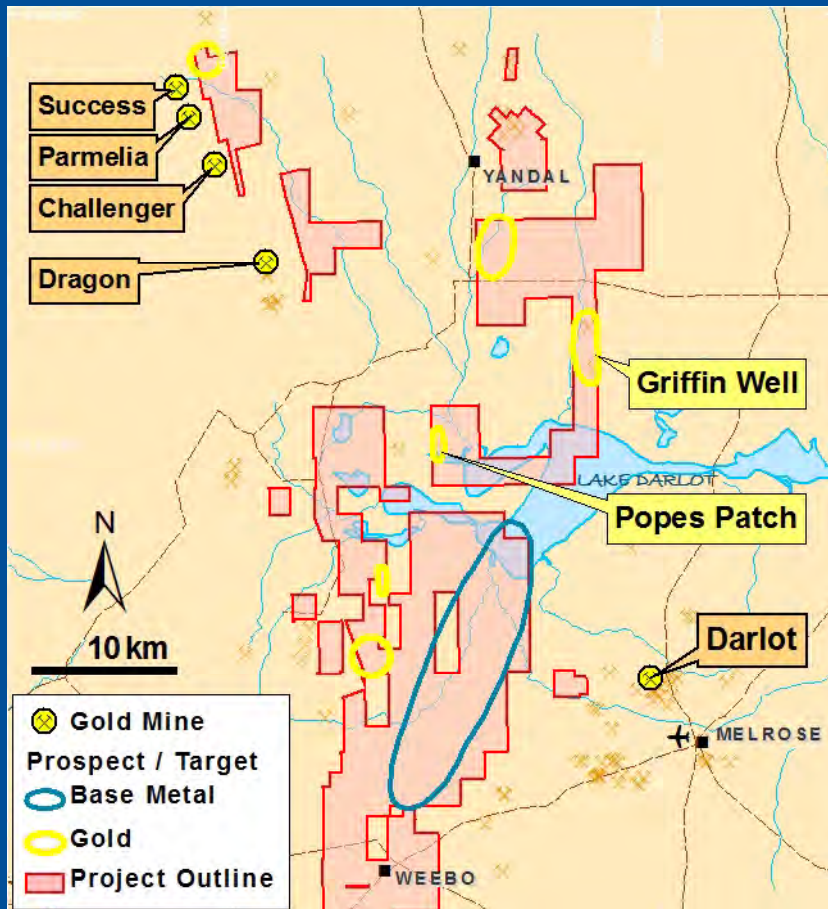 Success
Parmelia
Challenger
Dragon
YANDAL
Griffin Well
LAKE DARLOT
Popes Patch
N
10 km
Darlot
MELROSE
Gold Mine
Prospect / Target
Base Metal
Gold
Project Outline
WEEBO